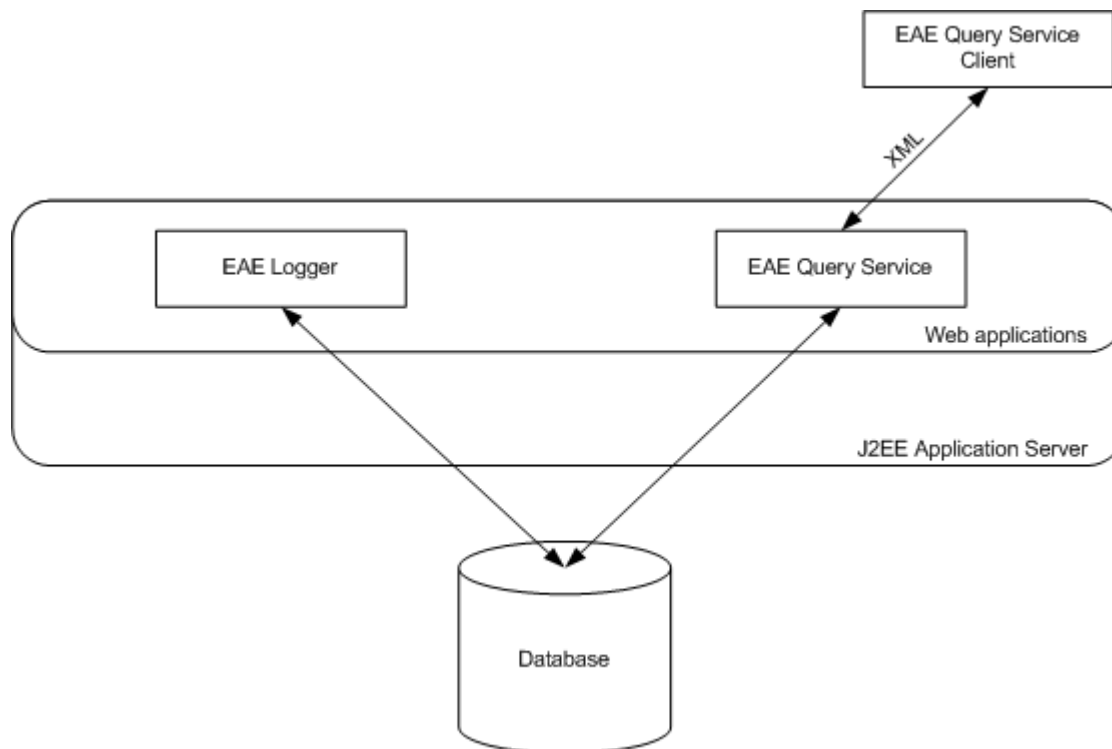 EAE Query Service
Client
XML
EAE Logger
EAE Query Service
Web applications
J2EE Application Server
Database